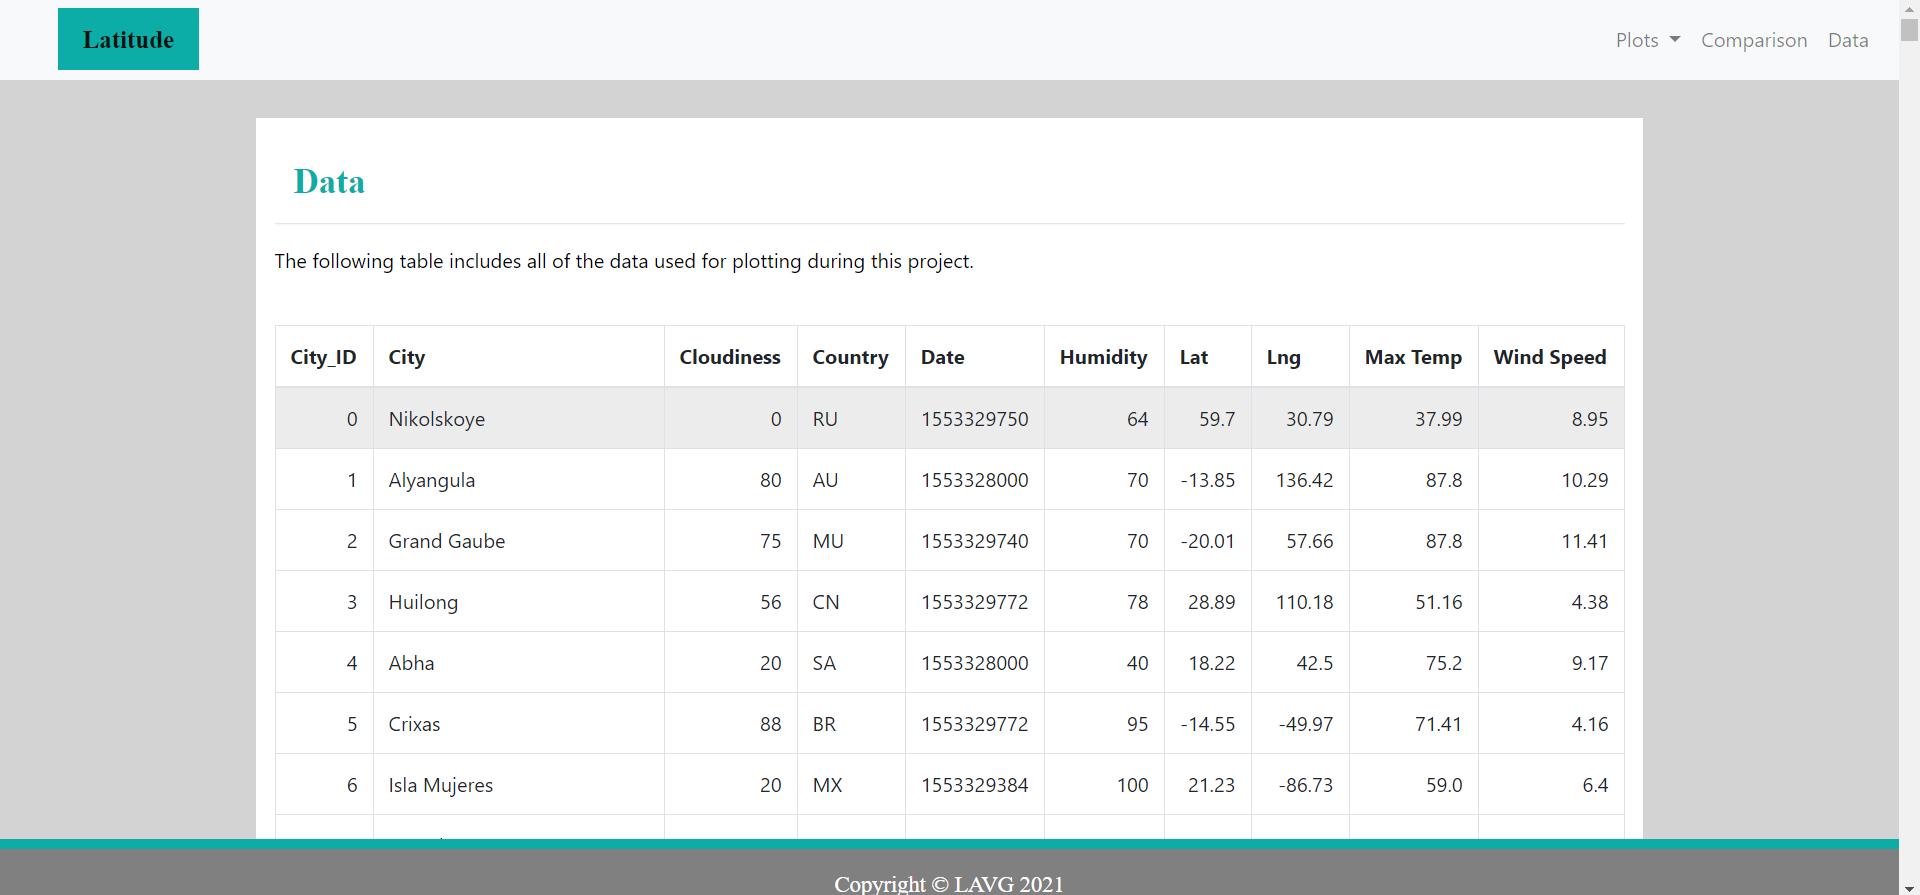 Latitude
Plots Comparison Data
Data
The following table includes all of the data used for plotting during this project.
City_ID City Cloudiness Country Date Humidity Lat Lng Max Temp Wind Speed
0 Nikolskoye 0 RU 1553329750 64 59.7 30.79 37.99 8.95
1 Alyangula 80 AU 1553328000 70 -13.85 136.42 87.8 10.29
2 Grand Gaube 75 MU 1553329740 70 -20.01 57.66 87.8 11.41
3 Huilong 56 CN 1553329772 78 28.89 110.18 51.16 4.38
4 Abha 20 SA 1553328000 40 18.22 42.5 75.2 9.17
5 Crixas 88 BR 1553329772 95 -14.55 -49.97 71.41 4.16
6 Isla Mujeres 20 MX 1553329384 100 21.23 -86.73 59.0 6.4
Copyright © LAVG 2021